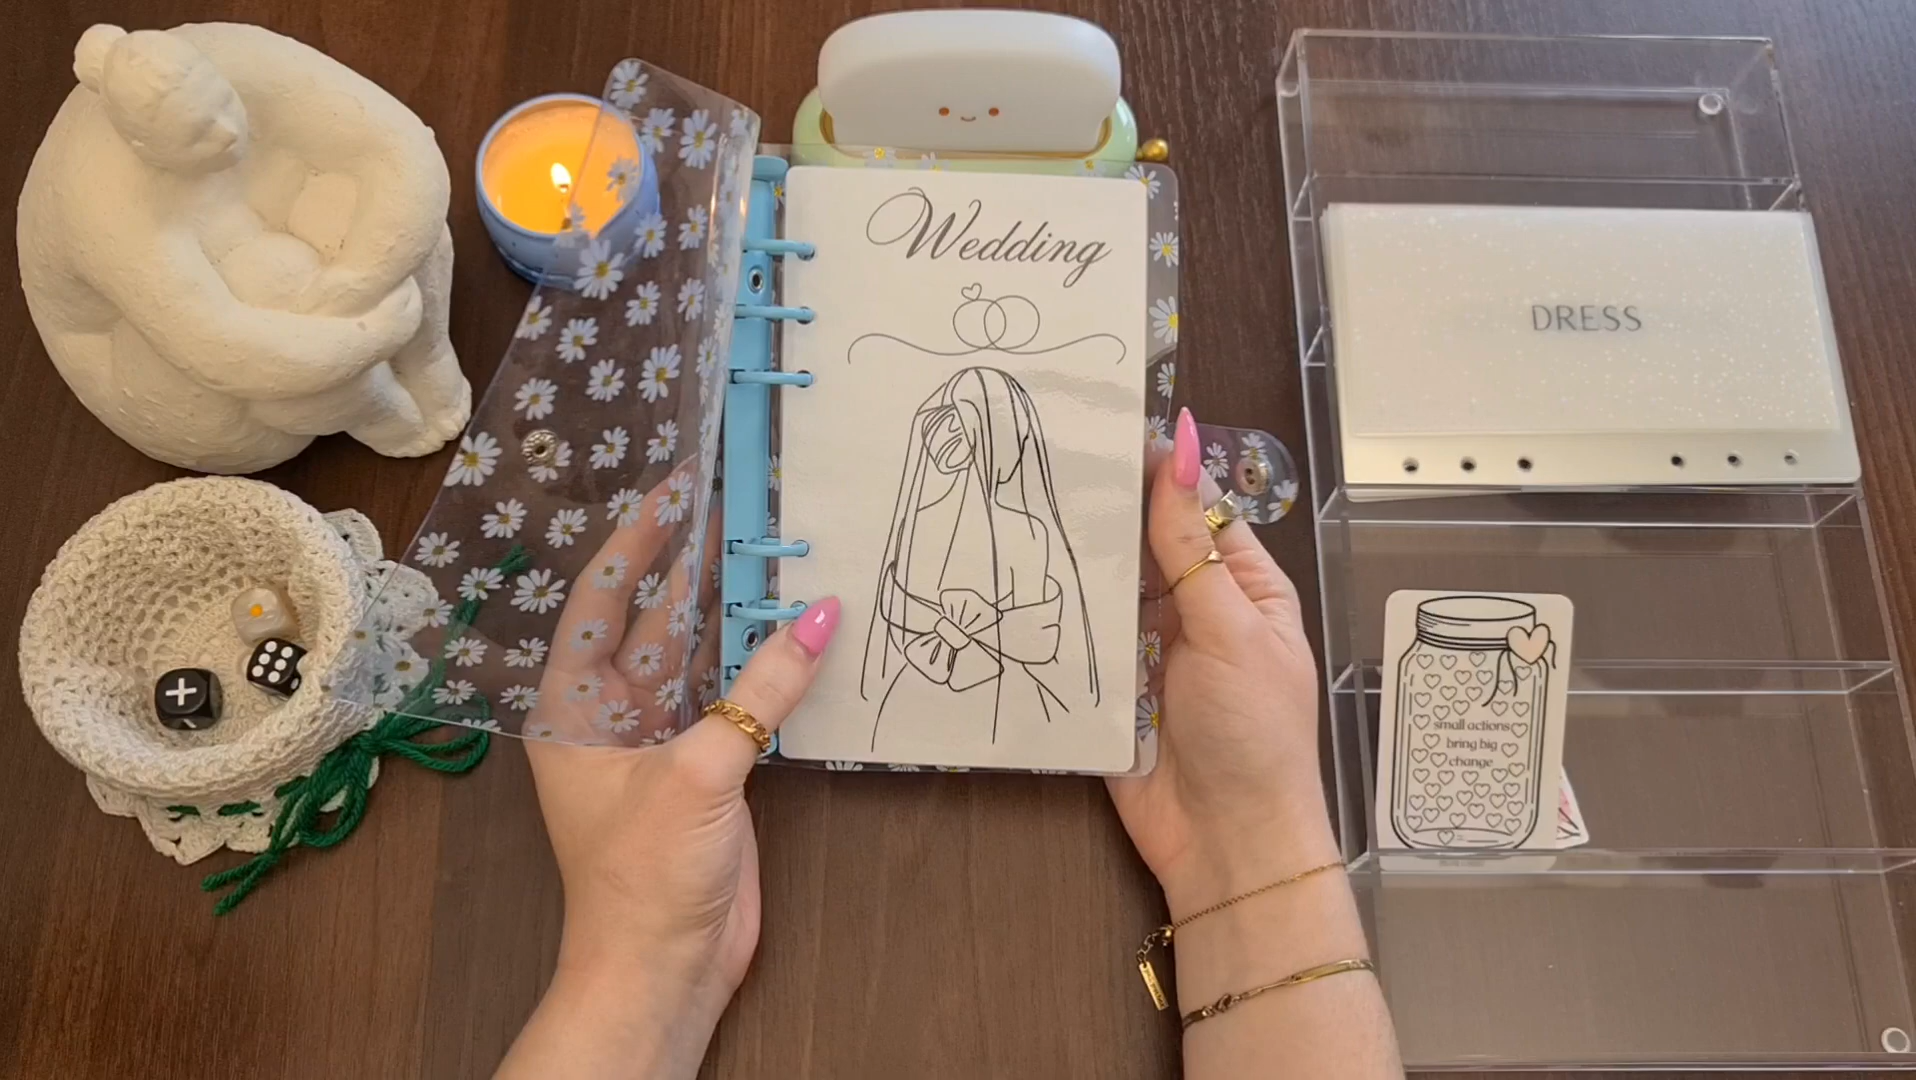 Wedding
DRESS
small actions
bring big
change